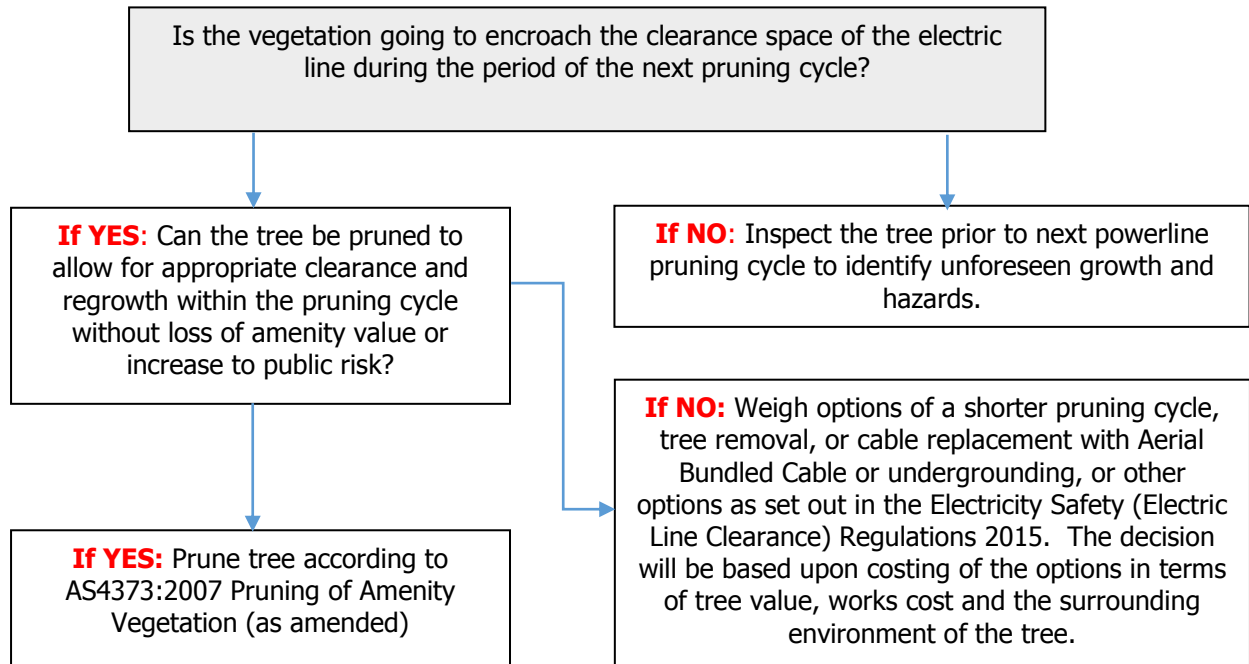 Is the vegetation going to encroach the clearance space of the electric
line during the period of the next pruning cycle?
If YES: Can the tree be pruned to
allow for appropriate clearance and
regrowth within the pruning cycle
without loss of amenity value or
increase to public risk?
If NO: Inspect the tree prior to next powerline
pruning cycle to identify unforeseen growth and
hazards.
If YES: Prune tree according to
AS4373:2007 Pruning of Amenity
Vegetation (as amended)
If NO: Weigh options of a shorter pruning cycle,
tree removal, or cable replacement with Aerial
Bundled Cable or undergrounding, or other
options as set out in the Electricity Safety (Electric
Line Clearance) Regulations 2015.  The decision
will be based upon costing of the options in terms
of tree value, works cost and the surrounding
environment of the tree.